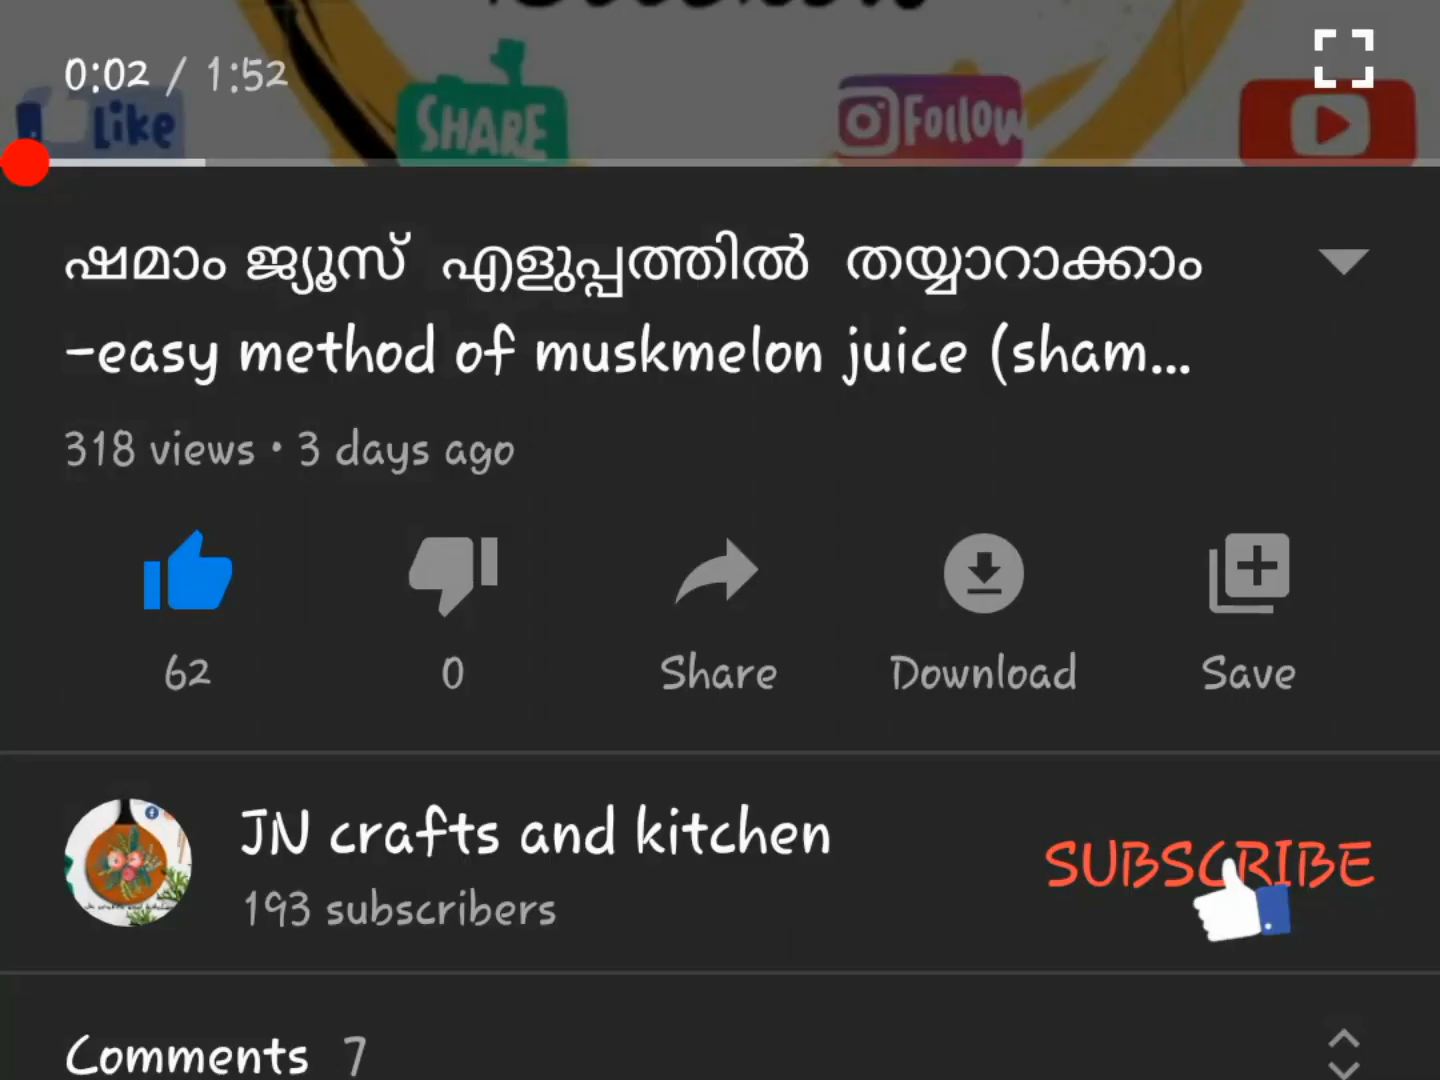 0:02 / 1:52
Like
SHARE
Follow
ഷമാം ജ്യൂസ് എളുപ്പത്തിൽ തയ്യാറാക്കാം
-easy method of muskmelon juice (sham...
318 views • 3 days ago
62
0
Share
Download
Save
JN crafts and kitchen
SUBSCRIBE
193 subscribers
Comments 7